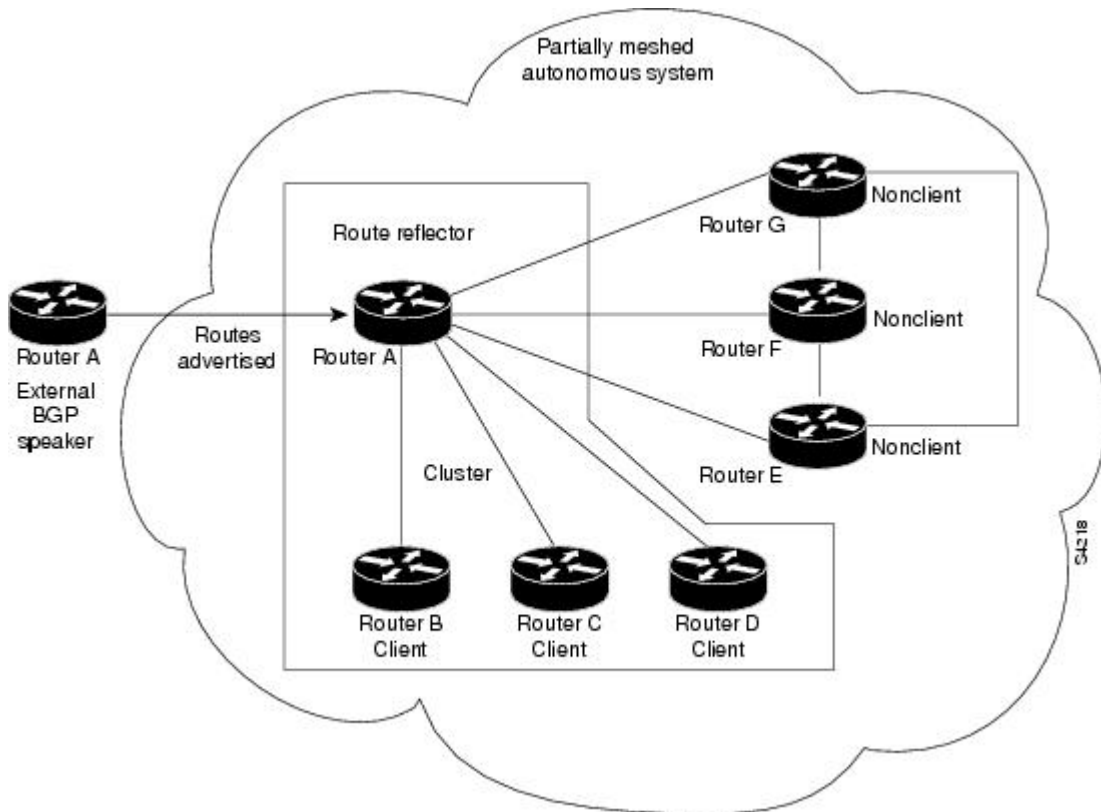 Partially meshed
autonomous system
Nonclient
Router G
Route reflector
Nonclient
Router F
Router A
Routes
advertised
Router A
External
BGP
speaker
Nonclient
Router E
Cluster
S4218
Router B
Client
Router C
Client
Router D
Client